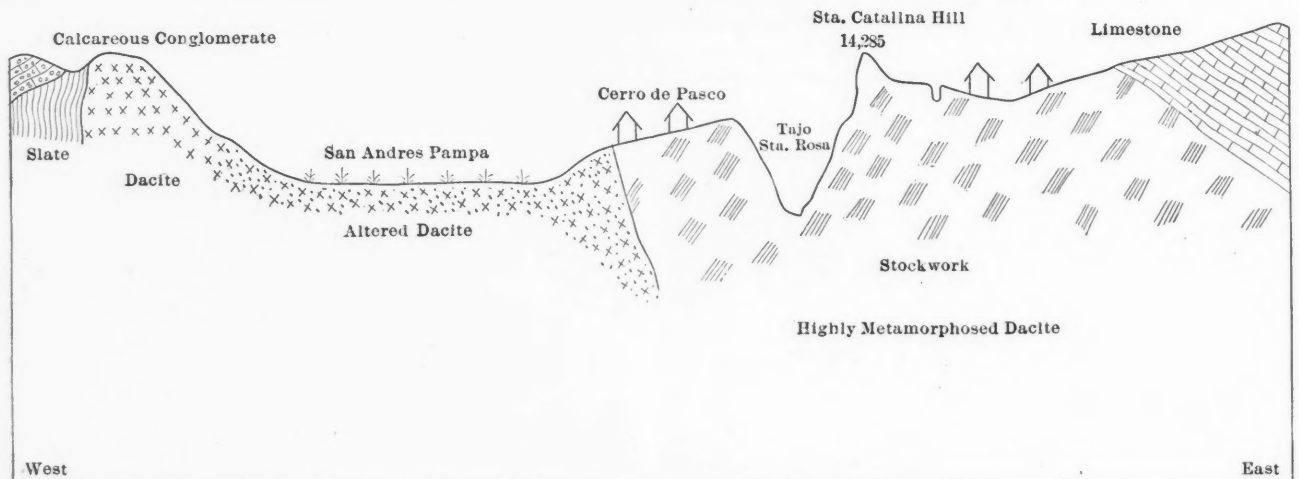 Sta. Catalina Hill
14,285
Calcareous Conglomerate
Limestone
Cerro de Pasco
Tajo
Sta. Rosa
Slate
San Andres Pampa
Dacite
Altered Dacite
Stockwork
Highly Metamorphosed Dacite
West
East